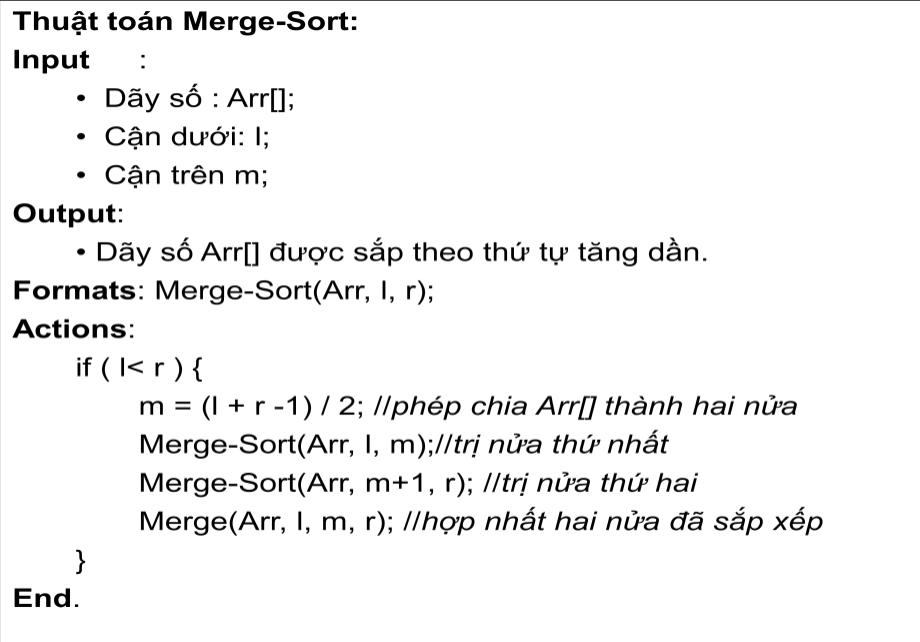 Thuật toán Merge-Sort:
Input :
• Dãy số : Arr[];
• Cận dưới: l;
• Cận trên m;
Output:
• Dãy số Arr[] được sắp theo thứ tự tăng dần.
Formats: Merge-Sort(Arr, l, r);
Actions:
if ( l< r ) {
m = (l + r -1) / 2; //phép chia Arr[] thành hai nửa
Merge-Sort(Arr, l, m);//trị nửa thứ nhất
Merge-Sort(Arr, m+1, r); //trị nửa thứ hai
Merge(Arr, l, m, r); //hợp nhất hai nửa đã sắp xếp
}
End.